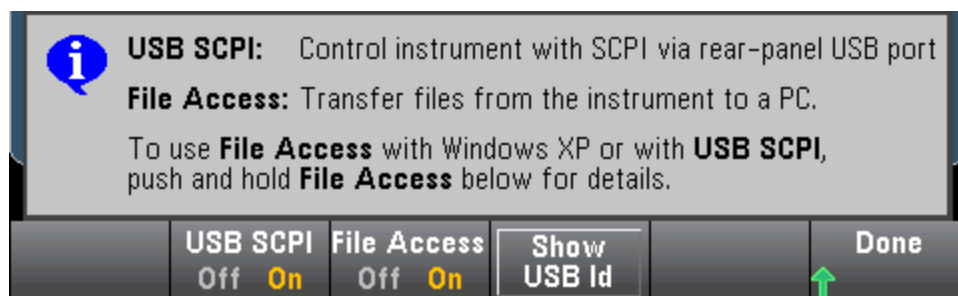 USB SCPI: Control instrument with SCPI via rear-panel USB port
File Access: Transfer files from the instrument to a PC.
To use File Access with Windows XP or with USB SCPI,
push and hold File Access below for details.
USB SCPI File Access Show Done
Off On Off On USB Id